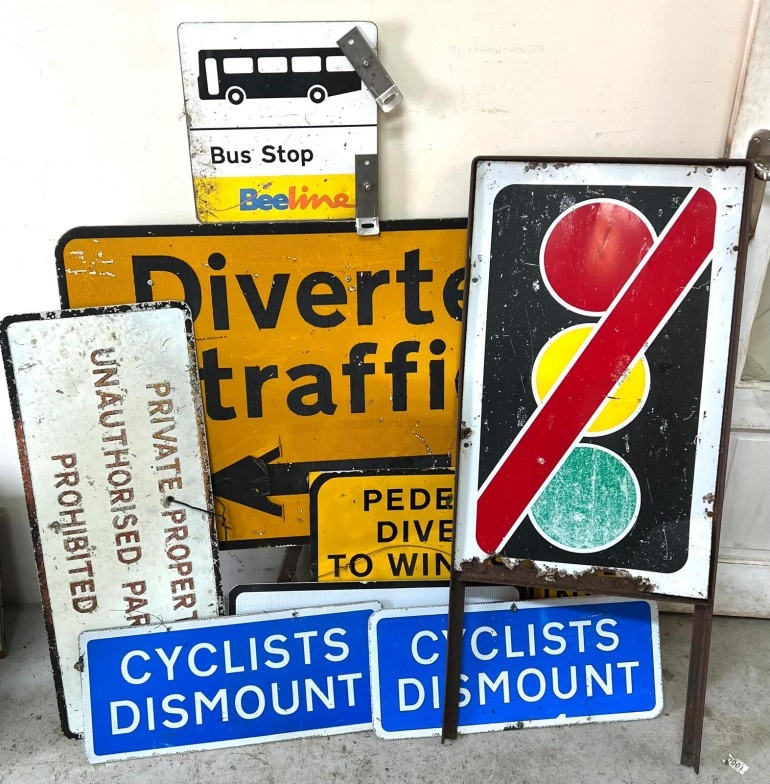 Bus Stop
Beeline
Diverte
traffi
PRIVATE PROPERT
UNAUTHORISED PAR
PROHIBITED
PEDE
DIVE
TO WIN
CYCLISTS
DISMOUNT
CYCLISTS
DISMOUNT